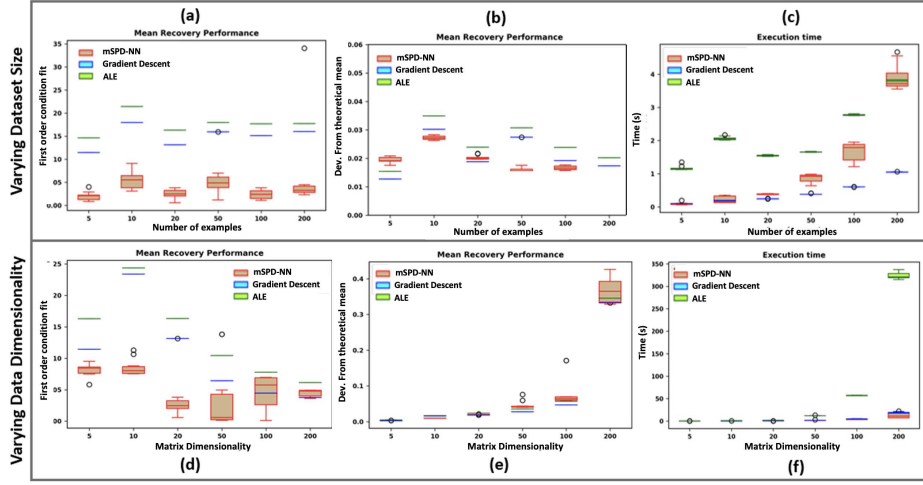 (a)
(b)
(c)
Varying Dataset Size
Mean Recovery Performance
First order condition fit
35
30
25
20
15
10
05
0.00
mSPD-NN
Gradient Descent
ALE
5 10 20 50 100 200
Number of examples
Mean Recovery Performance
Dev. From theoretical mean
0.06
0.05
0.04
0.03
0.02
0.01
0.00
mSPD-NN
Gradient Descent
ALE
5 10 20 50 100 200
Number of examples
Execution time
Time (s)
4
3
2
1
0
mSPD-NN
Gradient Descent
ALE
5 10 20 50 100 200
Number of examples
Varying Data Dimensionality
Mean Recovery Performance
First order condition fit
25
20
15
10
05
00
mSPD-NN
Gradient Descent
ALE
5 10 20 50 100 200
Matrix Dimensionality
(d)
Mean Recovery Performance
Dev. From theoretical mean
0.4
0.3
0.2
0.1
0.0
mSPD-NN
Gradient Descent
ALE
5 10 20 50 100 200
Matrix Dimensionality
(e)
Execution time
Time (s)
350
300
250
200
150
100
50
0
mSPD-NN
Gradient Descent
ALE
5 10 20 50 100 200
Matrix Dimensionality
(f)